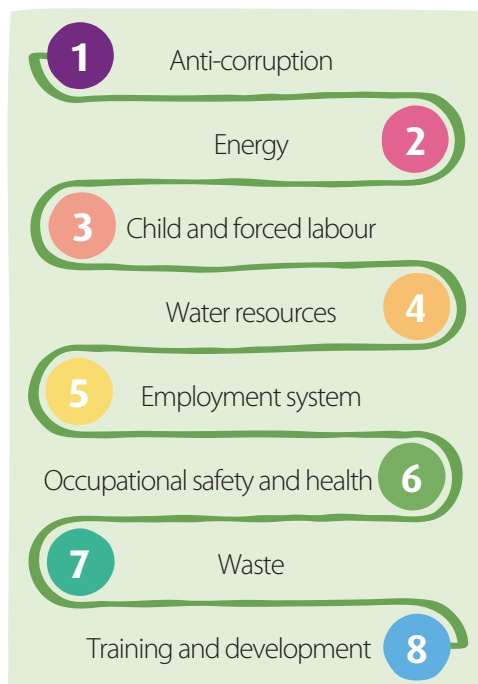 1 Anti-corruption
Energy 2
3 Child and forced labour
Water resources 4
5 Employment system
Occupational safety and health 6
7 Waste
Training and development 8